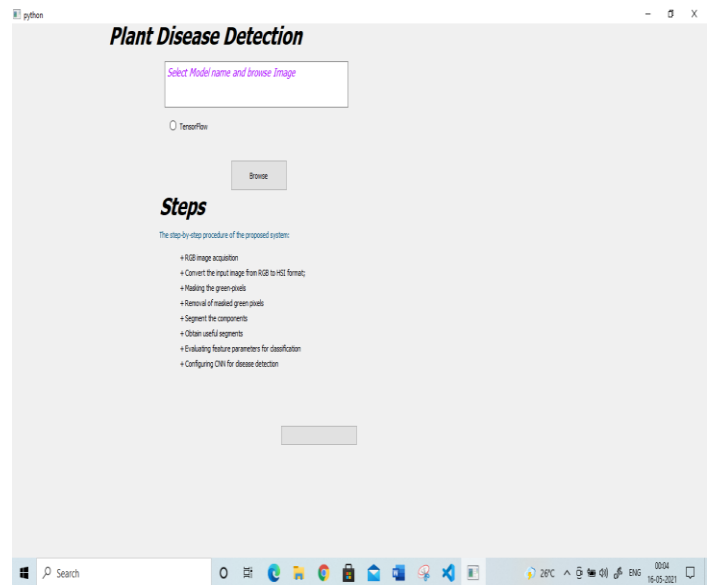 python
Plant Disease Detection
Select Model name and browse Image
TensorFlow
Browse
Steps
The step-by-step procedure of the proposed system:
+ RGB image acquisition
+ Convert the input image from RGB to HSI format;
+ Masking the green-pixels
+ Removal of masked green pixels
+ Segment the components
+ Obtain useful segments
+ Evaluating feature parameters for classification
+ Configuring CNN for disease detection
Search
26°C
ENG
00:04
16-05-2021